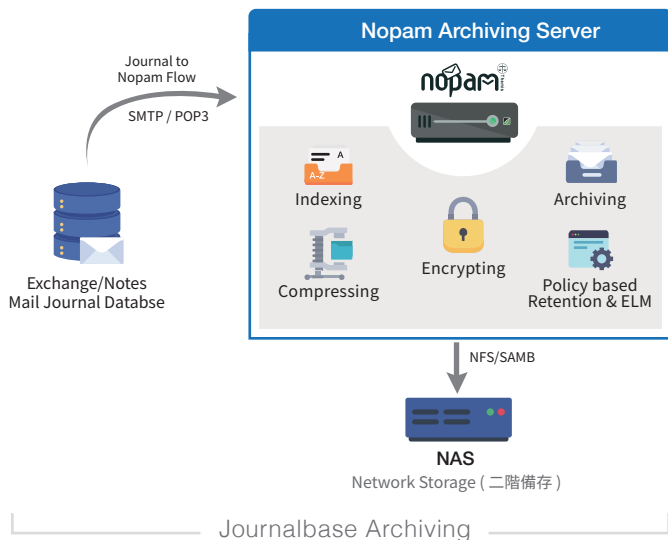 Nopam Archiving Server
Journal to
Nopam Flow
SMTP / POP3
nopam
A
A-Z
Indexing
Archiving
Encrypting
Compressing
Policy based
Retention & ELM
Exchange/Notes
Mail Journal Databse
NFS/SAMB
NAS
Network Storage ( 二階備存 )
Journalbase Archiving